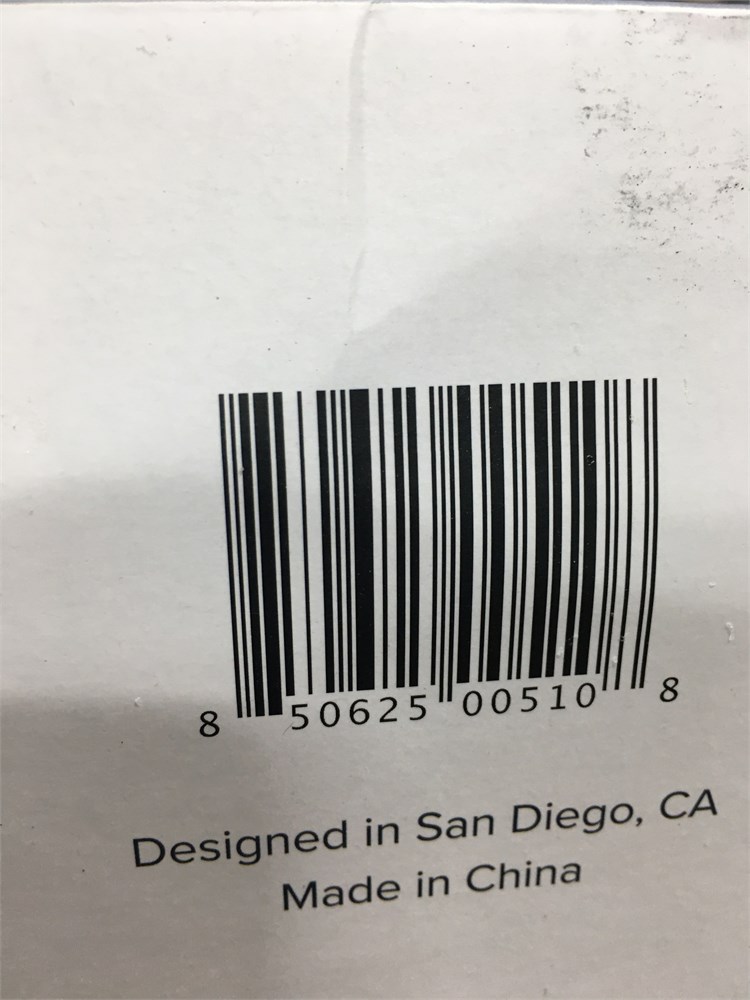 8 50625 00510 8
Designed in San Diego, CA
Made in China